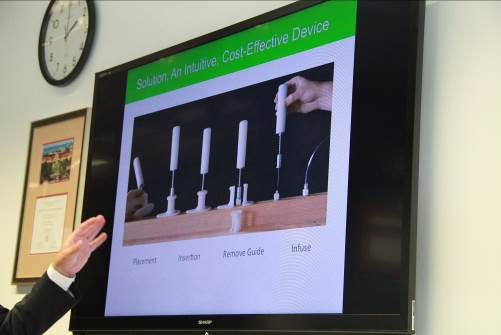 Solution: An Intuitive, Cost-Effective Device
Placement Insertion Remove Guide Infuse
SHARP